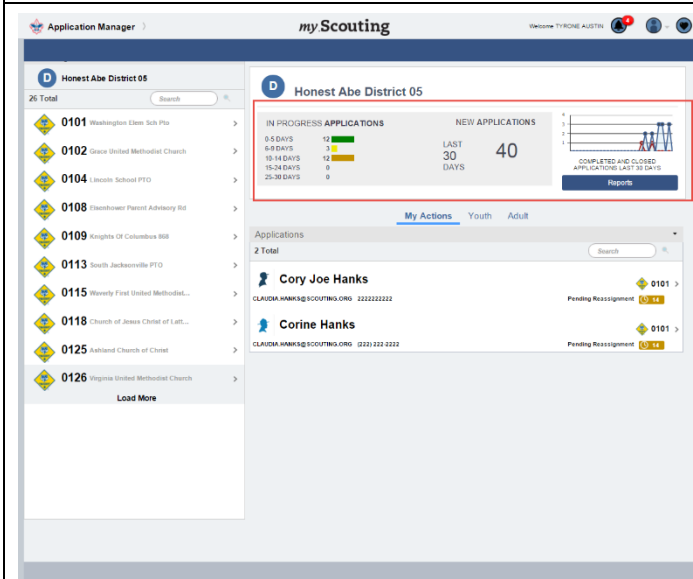 Application Manager
my.Scouting
Welcome TYRONE AUSTIN
4
D Honest Abe District 05
26 Total
Search
0101 Washington Elem Sch Pto
0102 Grace United Methodist Church
0104 Lincoln School PTO
0108 Eisenhower Parent Advisory Rd
0109 Knights Of Columbus 868
0113 South Jacksonville PTO
0115 Waverly First United Methodist...
0118 Church of Jesus Christ of Latt...
0125 Ashland Church of Christ
0126 Virginia United Methodist Church
Load More
D Honest Abe District 05
IN PROGRESS APPLICATIONS
0-5 DAYS 12
6-9 DAYS 3
10-14 DAYS 12
15-24 DAYS 0
25-30 DAYS 0
NEW APPLICATIONS
LAST 30 DAYS
40
4
3
2
1
COMPLETED AND CLOSED
APPLICATIONS LAST 30 DAYS
Reports
My Actions Youth Adult
Applications
2 Total
Search
Cory Joe Hanks
0101
CLAUDIA.HANKS@SCOUTING.ORG 2222222222
Pending Reassignment 14
Corine Hanks
0101
CLAUDIA.HANKS@SCOUTING.ORG (222) 222-2222
Pending Reassignment 14